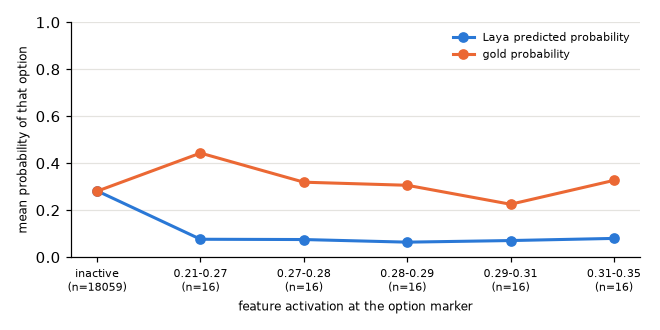 1.0
0.8
0.6
0.4
0.2
0.0
mean probability of that option
Laya predicted probability
gold probability
inactive
(n=18059)
0.21-0.27
(n=16)
0.27-0.28
(n=16)
0.28-0.29
(n=16)
0.29-0.31
(n=16)
0.31-0.35
(n=16)
feature activation at the option marker